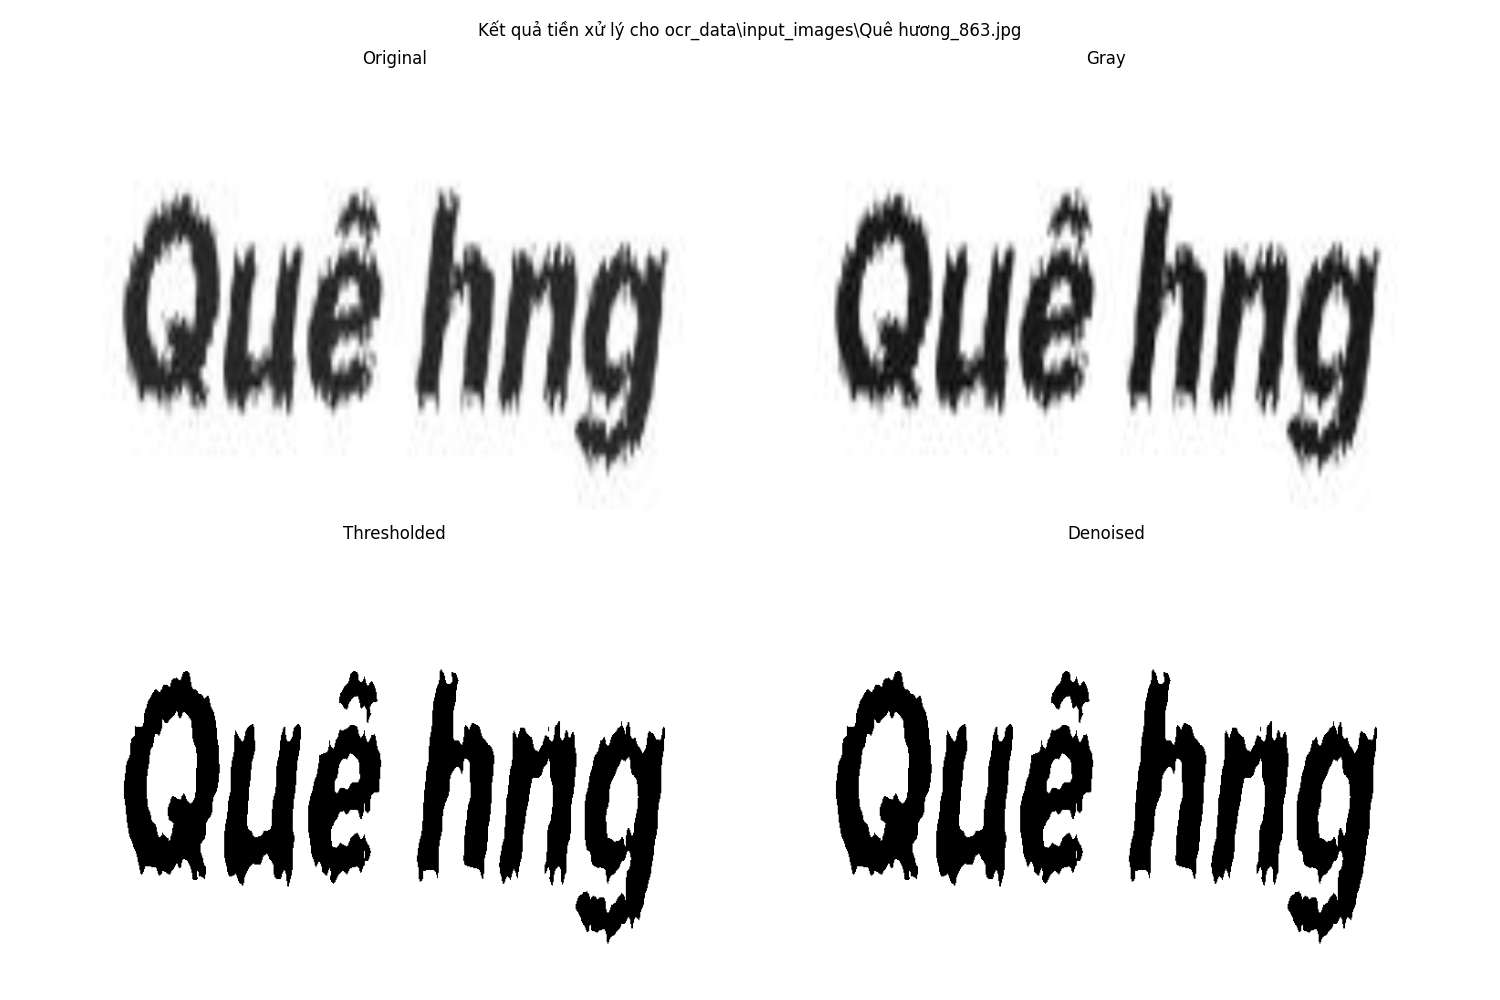 Kết quả tiền xử lý cho ocr_data\input_images\Quê hương_863.jpg
Original
Gray
Quê hng
Quê hng
Thresholded
Denoised
Quê hng
Quê hng